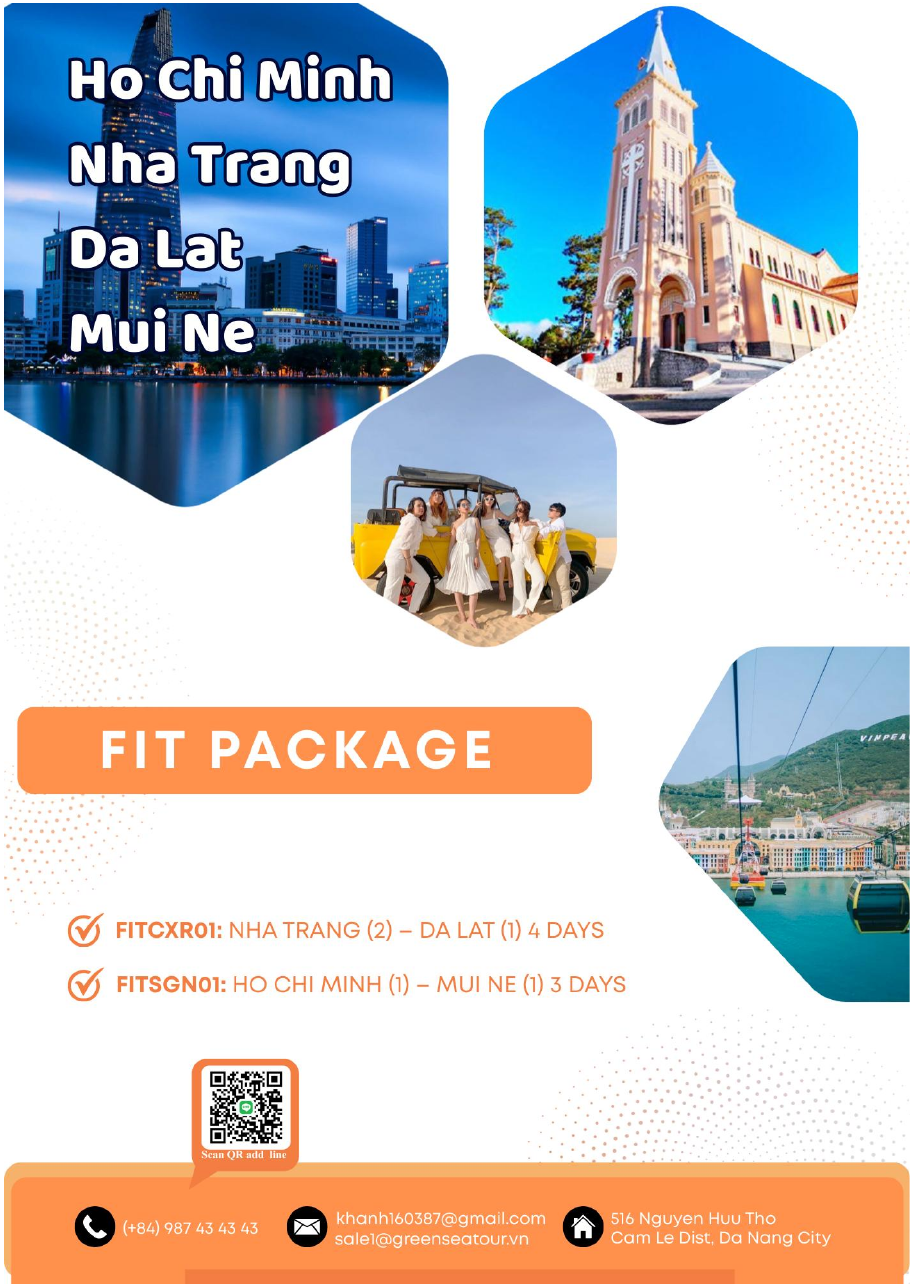 Ho Chi Minh
Nha Trang
Da Lat
Mui Ne
FIT PACKAGE
VINPEA
FITCXR01: NHA TRANG (2) – DA LAT (1) 4 DAYS
FITSGN01: HO CHI MINH (1) – MUI NE (1) 3 DAYS
Scan QR add line
(+84) 987 43 43 43
khanh160387@gmail.com
sale1@greenseatour.vn
516 Nguyen Huu Tho
Cam Le Dist, Da Nang City